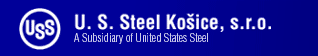 USS
U. S. Steel Košice, s.r.o.
A Subsidiary of United States Steel